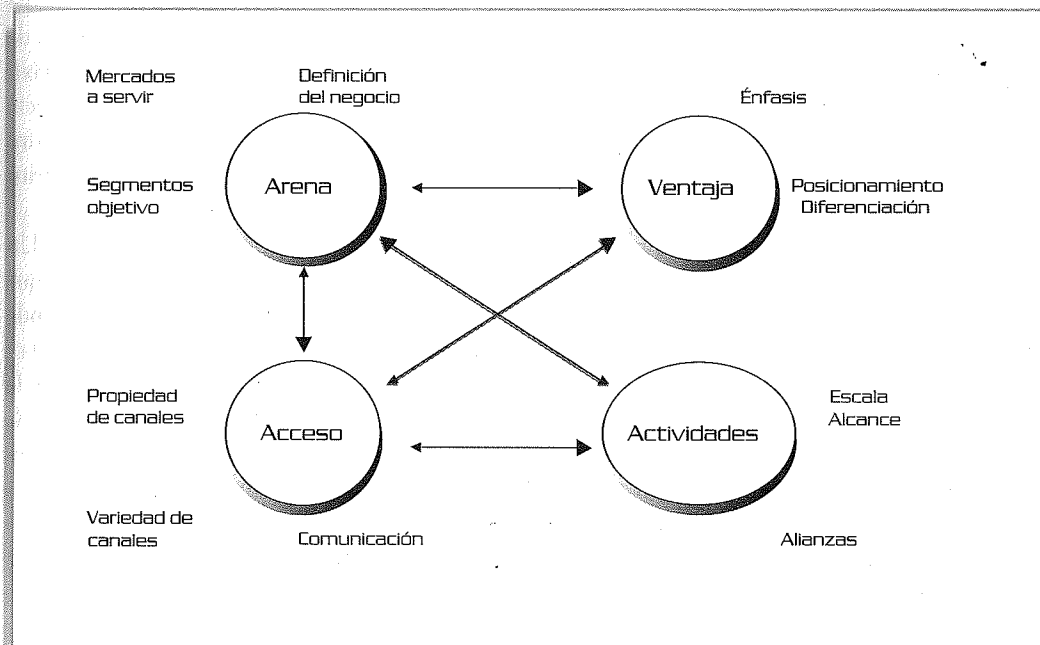 Mercados
a servir
Definición
del negocio
Énfasis
Segmentos
objetivo
Arena
Ventaja
Posicionamiento
Diferenciación
Propiedad
de canales
Acceso
Actividades
Escala
Alcance
Variedad de
canales
Comunicación
Alianzas